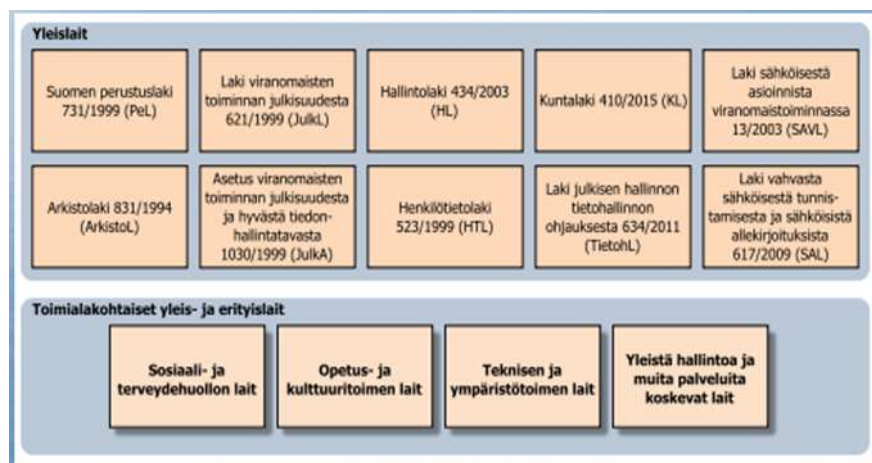 Yleislait
Suomen perustuslaki
731/1999 (PeL)
Laki viranomaisten
toiminnan julkisuudesta
621/1999 (JulkL)
Hallintolaki 434/2003
(HL)
Kuntalaki 410/2015 (KL)
Laki sähköisestä
asioinnista
viranomaistoiminnassa
13/2003 (SAVL)
Arkistolaki 831/1994
(ArkistoL)
Asetus viranomaisten
toiminnan julkisuudesta
ja hyvästä tiedon-
hallintatavasta
1030/1999 (JulkA)
Henkilötietolaki
523/1999 (HTL)
Laki julkisen hallinnon
tietohallinnon
ohjauksesta 634/2011
(TietohL)
Laki vahvasta
sähköisestä tunnis-
tamisesta ja sähköisistä
allekirjoituksista
617/2009 (SAL)
Toimialakohtaiset yleis- ja erityislait
Sosiaali- ja
terveydehuollon lait
Opetus- ja
kulttuuritoimen lait
Teknisen ja
ympäristötoimen lait
Yleistä hallintoa ja
muita palveluita
koskevat lait